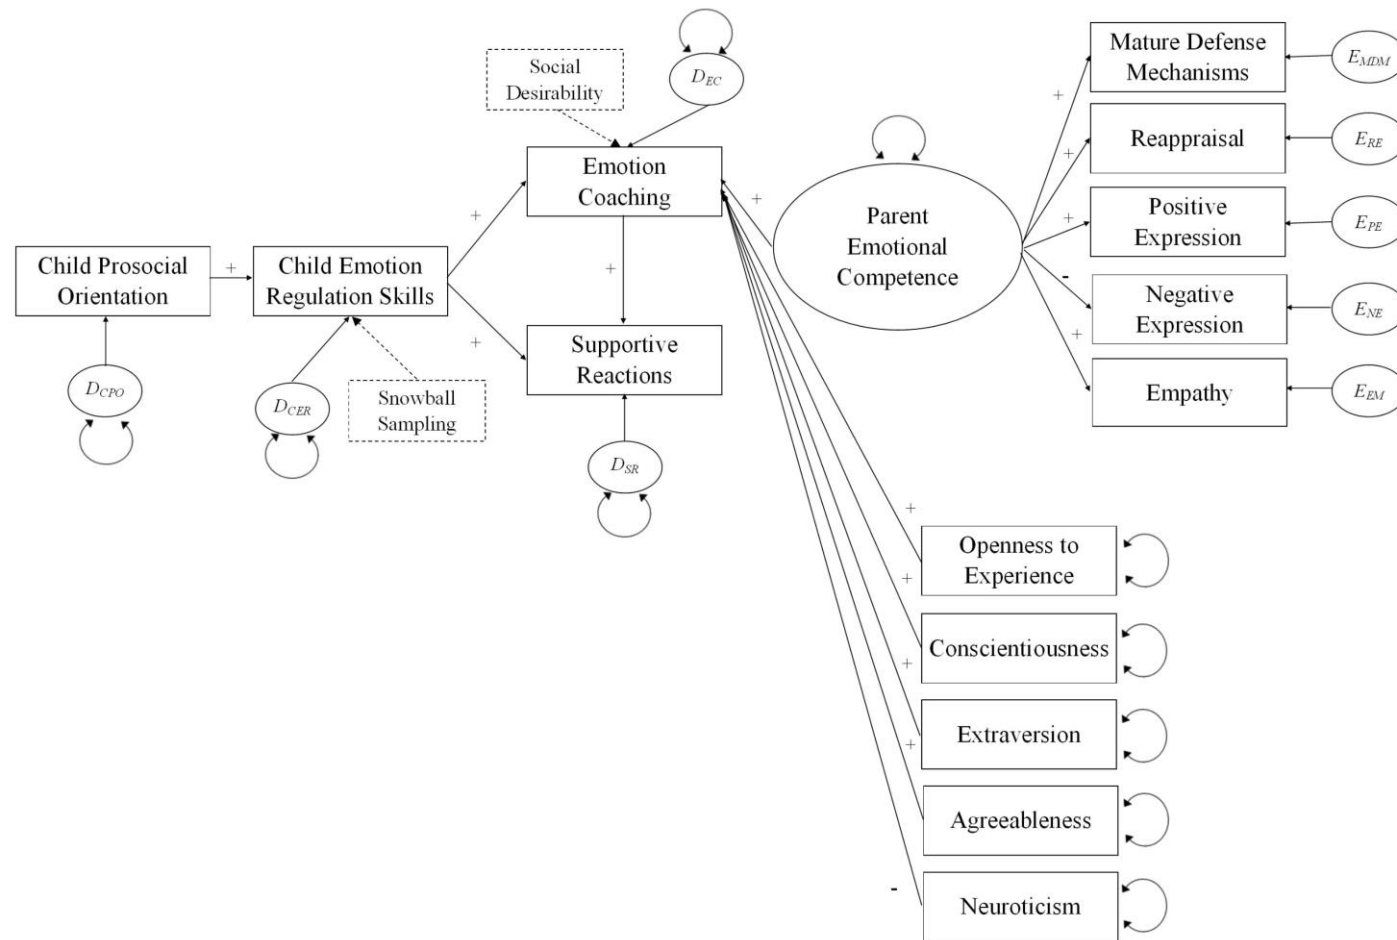 Mature Defense
Mechanisms
E_MDM
Social
Desirability
D_EC
+
Reappraisal
E_RE
+
Emotion
Coaching
+
+
Parent
Emotional
Competence
+
Positive
Expression
E_PE
Child Prosocial
Orientation
+
Child Emotion
Regulation Skills
+
-
Negative
Expression
E_NE
+
Supportive
Reactions
+
Empathy
E_EM
D_CPO
D_CER
Snowball
Sampling
D_SR
+
Openness to
Experience
+
Conscientiousness
+
Extraversion
+
Agreeableness
-
Neuroticism